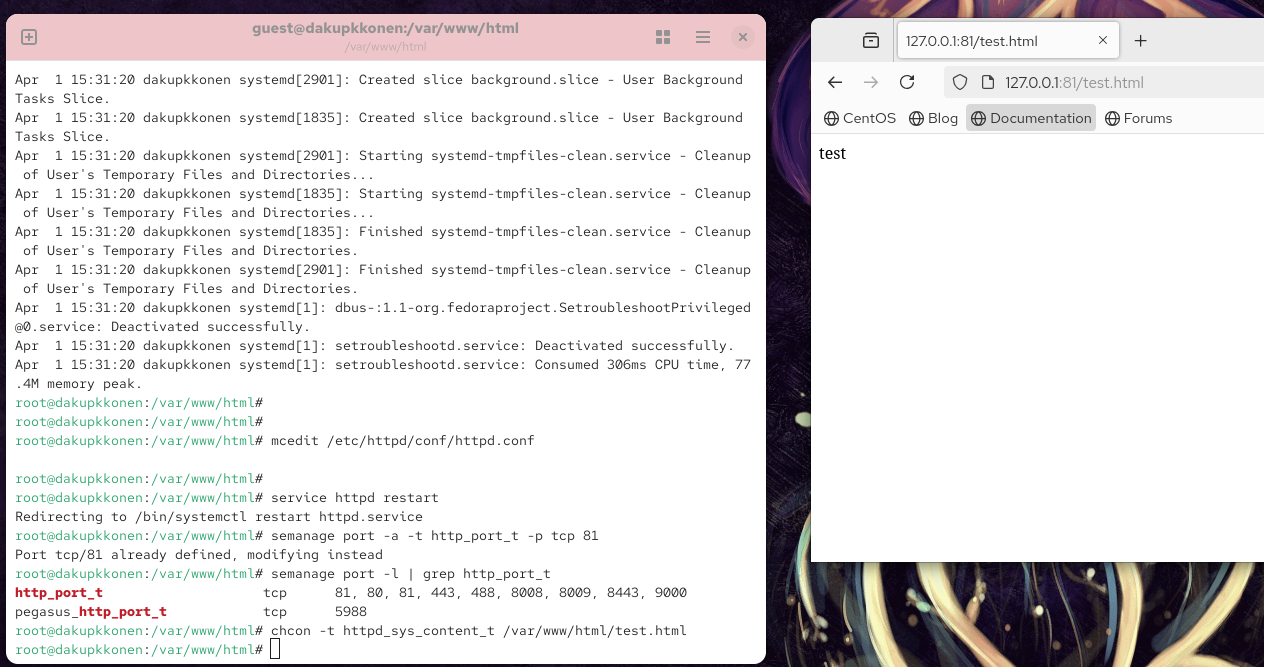 guest@dakupkkonen:/var/www/html
/var/www/html
Apr  1 15:31:20 dakupkkonen systemd[2901]: Created slice background.slice - User Background
Tasks Slice.
Apr  1 15:31:20 dakupkkonen systemd[1835]: Created slice background.slice - User Background
Tasks Slice.
Apr  1 15:31:20 dakupkkonen systemd[2901]: Starting systemd-tmpfiles-clean.service - Cleanup
 of User's Temporary Files and Directories...
Apr  1 15:31:20 dakupkkonen systemd[1835]: Starting systemd-tmpfiles-clean.service - Cleanup
 of User's Temporary Files and Directories...
Apr  1 15:31:20 dakupkkonen systemd[1835]: Finished systemd-tmpfiles-clean.service - Cleanup
 of User's Temporary Files and Directories.
Apr  1 15:31:20 dakupkkonen systemd[2901]: Finished systemd-tmpfiles-clean.service - Cleanup
 of User's Temporary Files and Directories.
Apr  1 15:31:20 dakupkkonen systemd[1]: dbus-:1.1-org.fedoraproject.SetroubleshootPrivileged
@0.service: Deactivated successfully.
Apr  1 15:31:20 dakupkkonen systemd[1]: setroubleshootd.service: Deactivated successfully.
Apr  1 15:31:20 dakupkkonen systemd[1]: setroubleshootd.service: Consumed 306ms CPU time, 77
.4M memory peak.
root@dakupkkonen:/var/www/html#
root@dakupkkonen:/var/www/html#
root@dakupkkonen:/var/www/html# mcedit /etc/httpd/conf/httpd.conf
root@dakupkkonen:/var/www/html#
root@dakupkkonen:/var/www/html# service httpd restart
Redirecting to /bin/systemctl restart httpd.service
root@dakupkkonen:/var/www/html# semanage port -a -t http_port_t -p tcp 81
Port tcp/81 already defined, modifying instead
root@dakupkkonen:/var/www/html# semanage port -l | grep http_port_t
http_port_t                    tcp      81, 80, 81, 443, 488, 8008, 8009, 8443, 9000
pegasus_http_port_t            tcp      5988
root@dakupkkonen:/var/www/html# chcon -t httpd_sys_content_t /var/www/html/test.html
root@dakupkkonen:/var/www/html#
127.0.0.1:81/test.html
127.0.0.1:81/test.html
CentOS Blog Documentation Forums
test